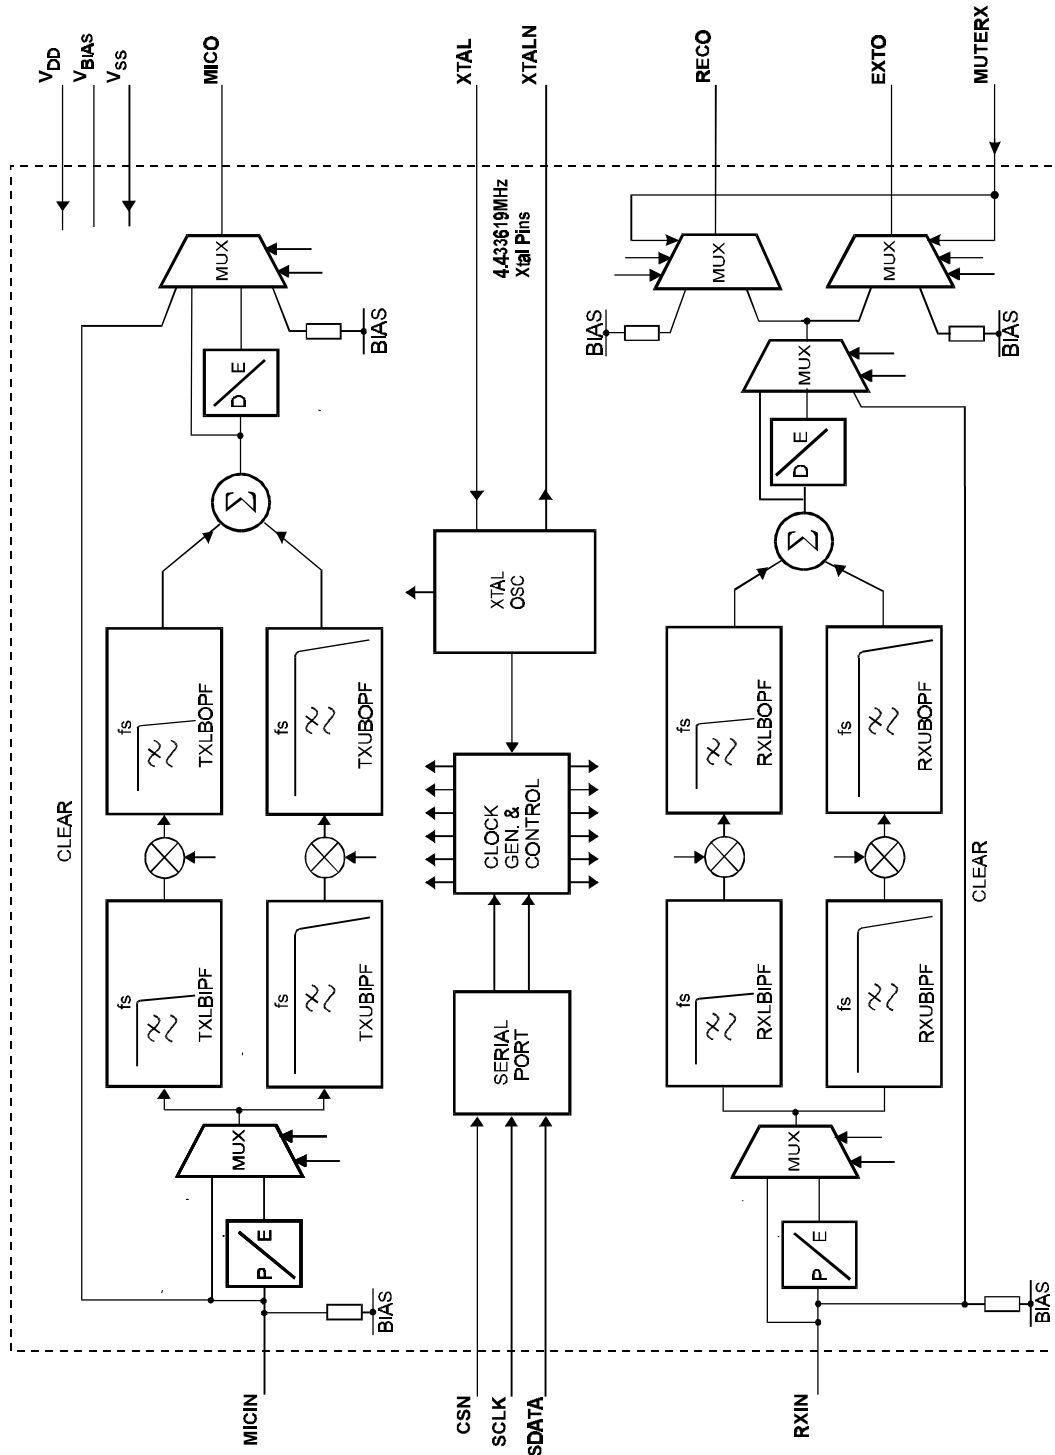 VDD
VBIAS
VSS
MICO
XTAL
XTALN
RECO
EXTO
MUTERX
4.433619MHz
Xtal Pins
MUX
BIAS
D E
Σ
fs
TXLBOPF
fs
TXUBOPF
CLEAR
fs
TXLBIPF
fs
TXUBIPF
MUX
P E
BIAS
MICIN
XTAL
OSC
CLOCK
GEN. &
CONTROL
SERIAL
PORT
CSN
SCLK
SDATA
MUX
MUX
BIAS
BIAS
MUX
D E
Σ
fs
RXLBOPF
fs
RXUBOPF
CLEAR
fs
RXLBIPF
fs
RXUBIPF
MUX
P E
BIAS
RXIN